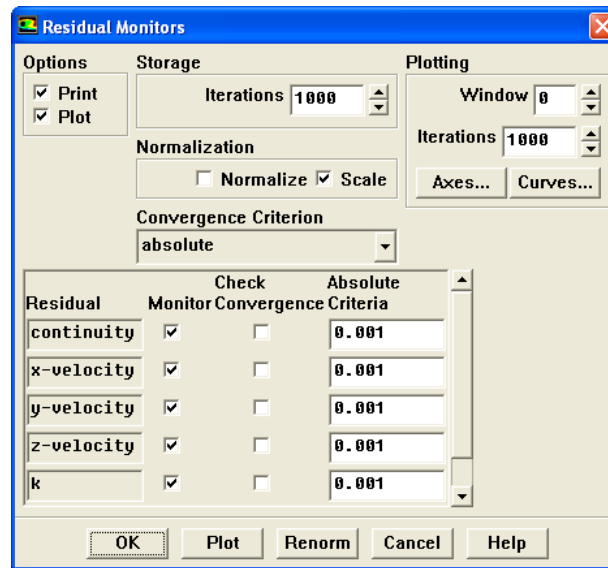 Residual Monitors
Options
Print
Plot
Storage
Iterations 1000
Normalization
Normalize Scale
Convergence Criterion
absolute
Plotting
Window 0
Iterations 1000
Axes... Curves...
Check Absolute
Residual Monitor Convergence Criteria
continuity 0.001
x-velocity 0.001
y-velocity 0.001
z-velocity 0.001
k 0.001
OK Plot Renorm Cancel Help